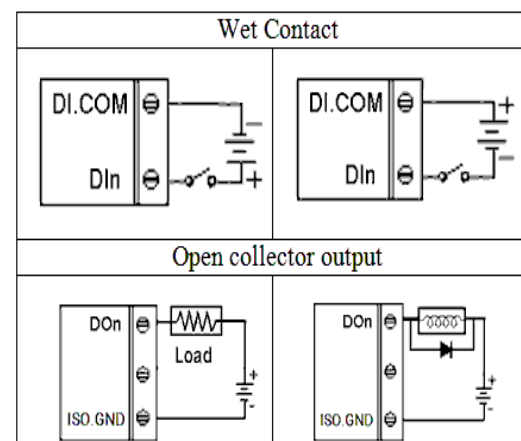 Wet Contact
DI.COM
DIn
DI.COM
DIn
Open collector output
DOn
Load
ISO.GND
DOn
ISO.GND